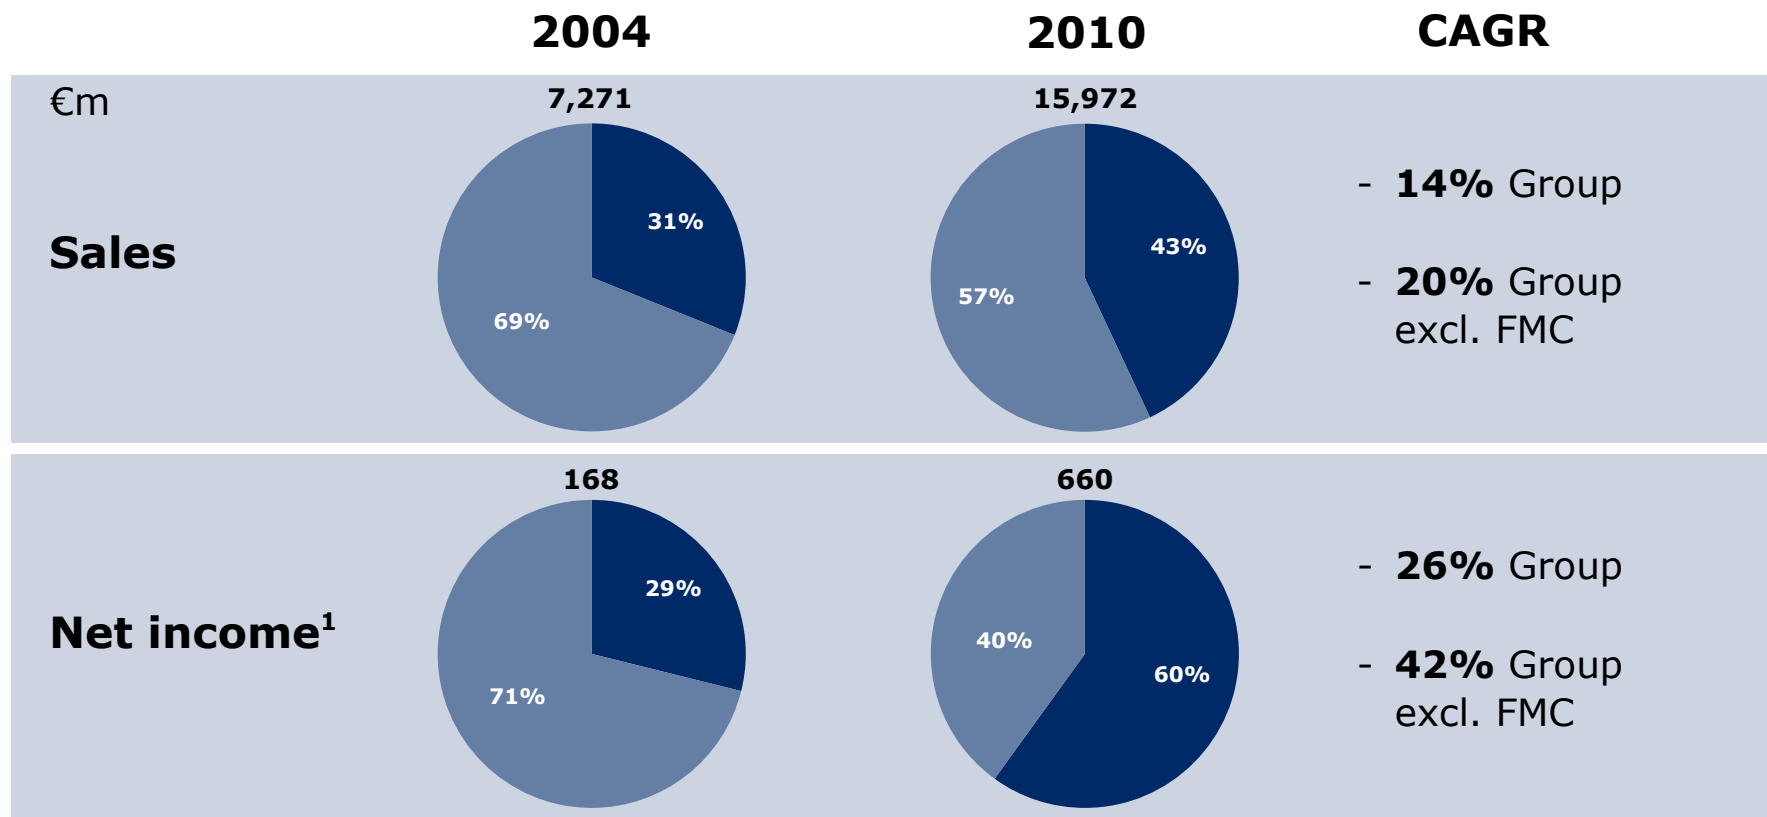 2004 2010 CAGR
€m 7,271 15,972
31% 43%
69% 57%
Sales
- 14% Group
- 20% Group
excl. FMC
168 660
29% 60%
71% 40%
Net income¹
- 26% Group
- 42% Group
excl. FMC